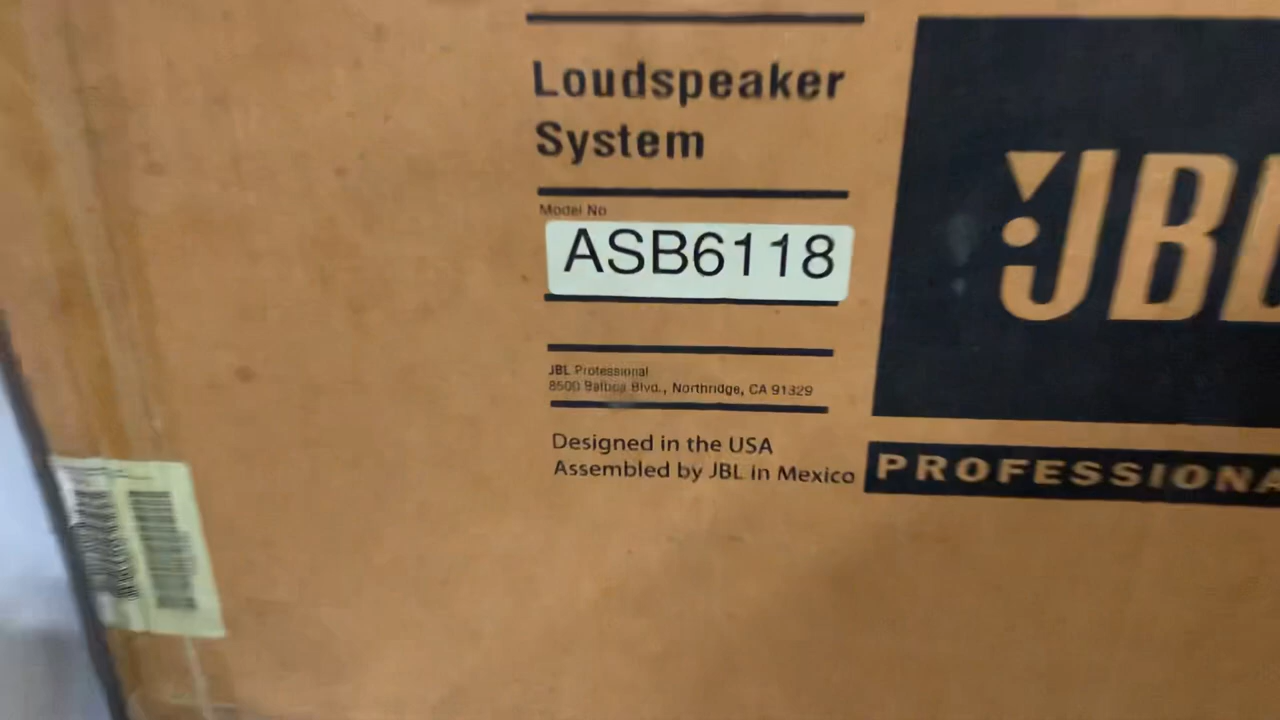 Loudspeaker
System
Model No
ASB6118
JBL Professional
8500 Balboa Blvd., Northridge, CA 91329
Designed in the USA
Assembled by JBL in Mexico
JBL
PROFESSIONA